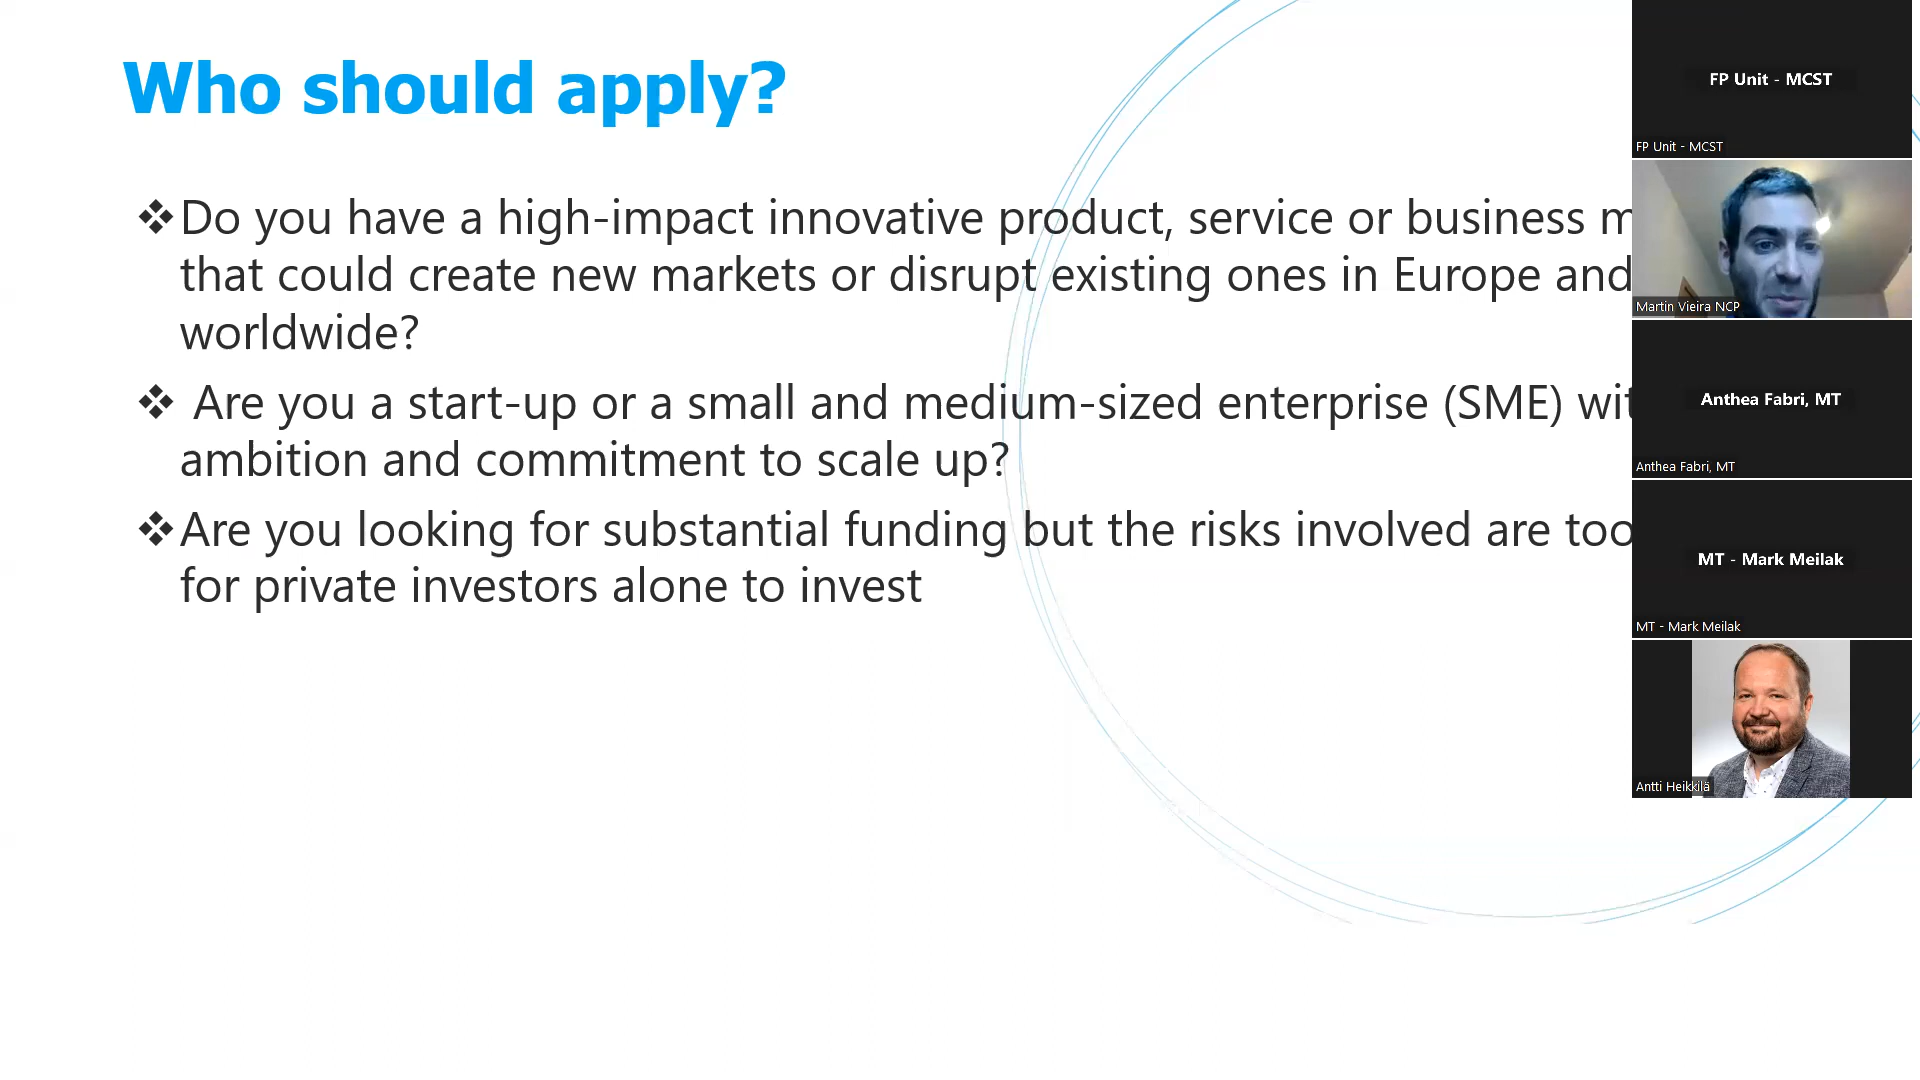 Who should apply?
❖Do you have a high-impact innovative product, service or business
that could create new markets or disrupt existing ones in Europe and
worldwide?
❖ Are you a start-up or a small and medium-sized enterprise (SME)
ambition and commitment to scale up?
❖Are you looking for substantial funding but the risks involved are too
for private investors alone to invest
FP Unit - MCST
FP Unit - MCST
Martin Vieira NCP
Anthea Fabri, MT
Anthea Fabri, MT
MT - Mark Meilak
MT - Mark Meilak
Antti Heikkilä